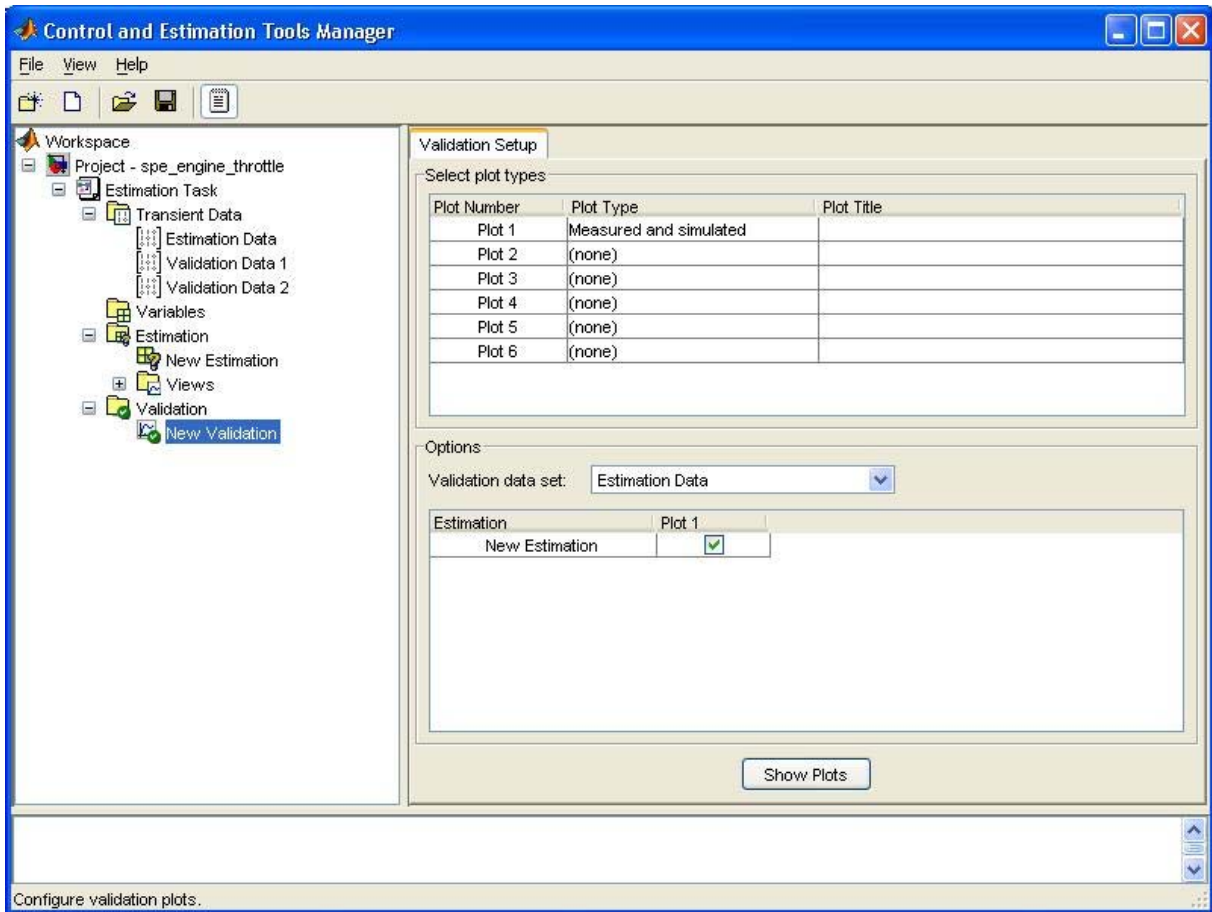 Control and Estimation Tools Manager
File View Help
Workspace
Project - spe_engine_throttle
Estimation Task
Transient Data
Estimation Data
Validation Data 1
Validation Data 2
Variables
Estimation
New Estimation
Views
Validation
New Validation
Validation Setup
Select plot types
Plot Number Plot Type Plot Title
Plot 1 Measured and simulated
Plot 2 (none)
Plot 3 (none)
Plot 4 (none)
Plot 5 (none)
Plot 6 (none)
Options
Validation data set: Estimation Data
Estimation Plot 1
New Estimation
Show Plots
Configure validation plots.